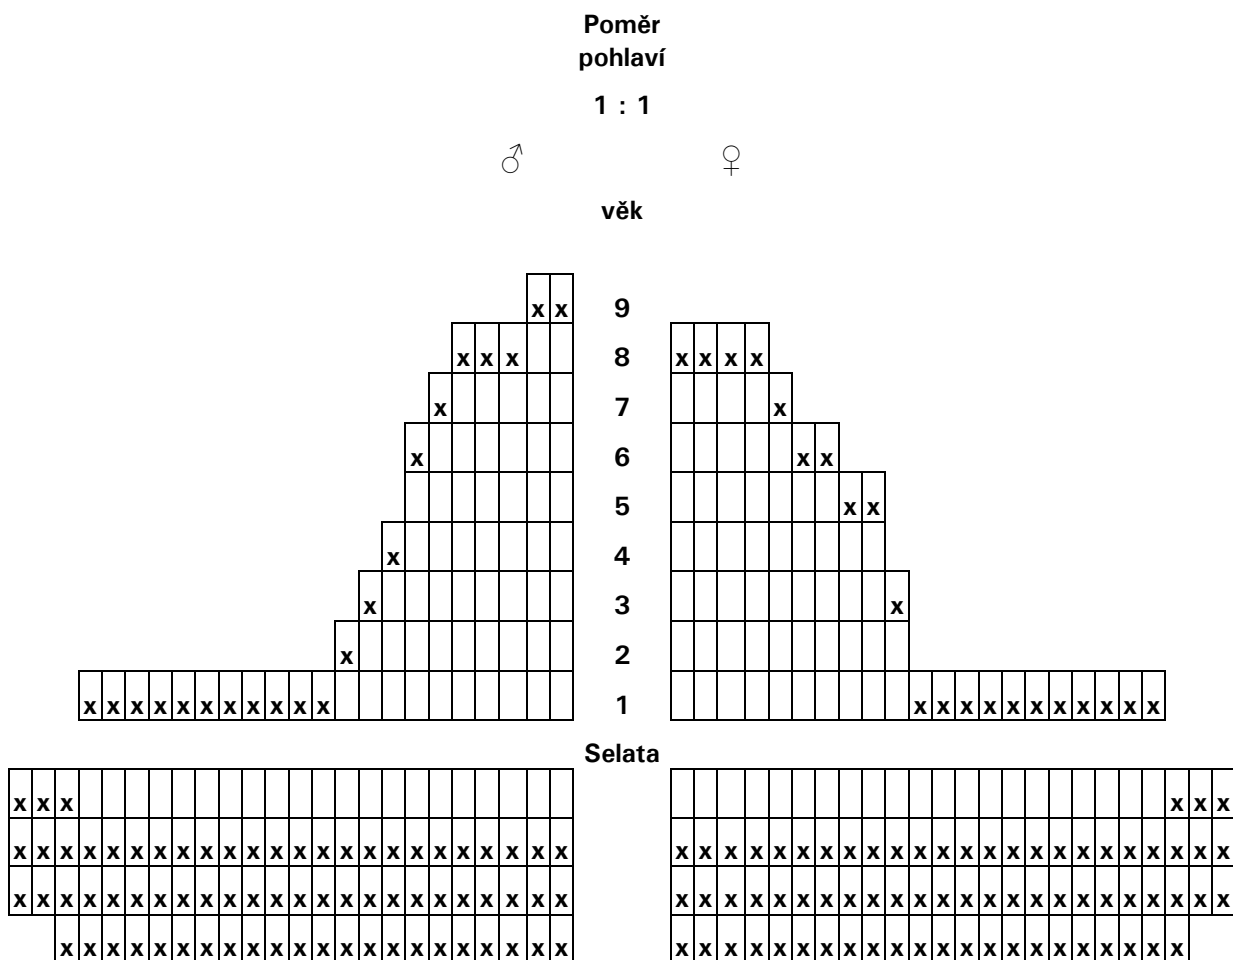 Poměr
pohlaví
1 : 1
♂ ♀
věk
x x 9
x x x 8 x x x x
x 7 x
x 6 x x
5 x x
x 4
x 3 x
x 2
x x x x x x x x x x x 1 x x x x x x x x x x x
Selata
x x x x x x
x x x x x x x x x x x x x x x x x x x x x x x x x x x x x x x x x x x x x x x x x x x x x x x x
x x x x x x x x x x x x x x x x x x x x x x x x x x x x x x x x x x x x x x x x x x x x x x x x
x x x x x x x x x x x x x x x x x x x x x x x x x x x x x x x x x x x x x x x x x x x x